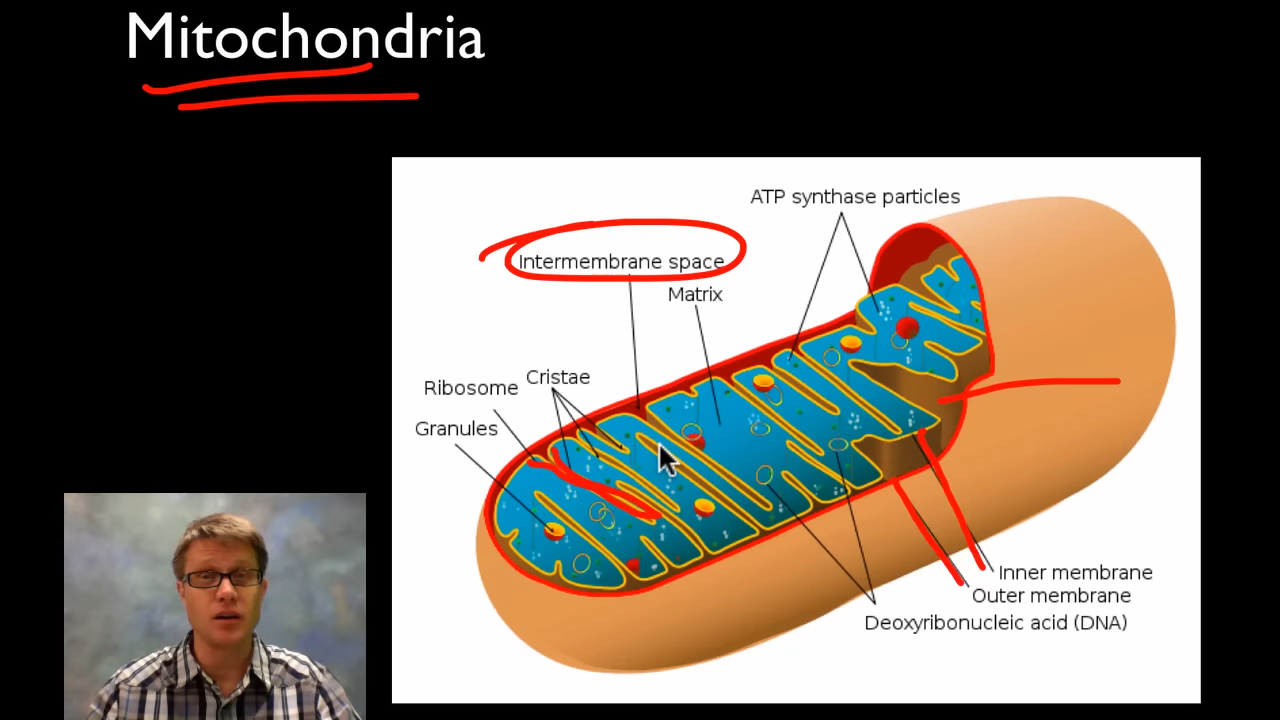 Mitochondria
ATP synthase particles
Intermembrane space
Matrix
Cristae
Ribosome
Granules
Inner membrane
Outer membrane
Deoxyribonucleic acid (DNA)